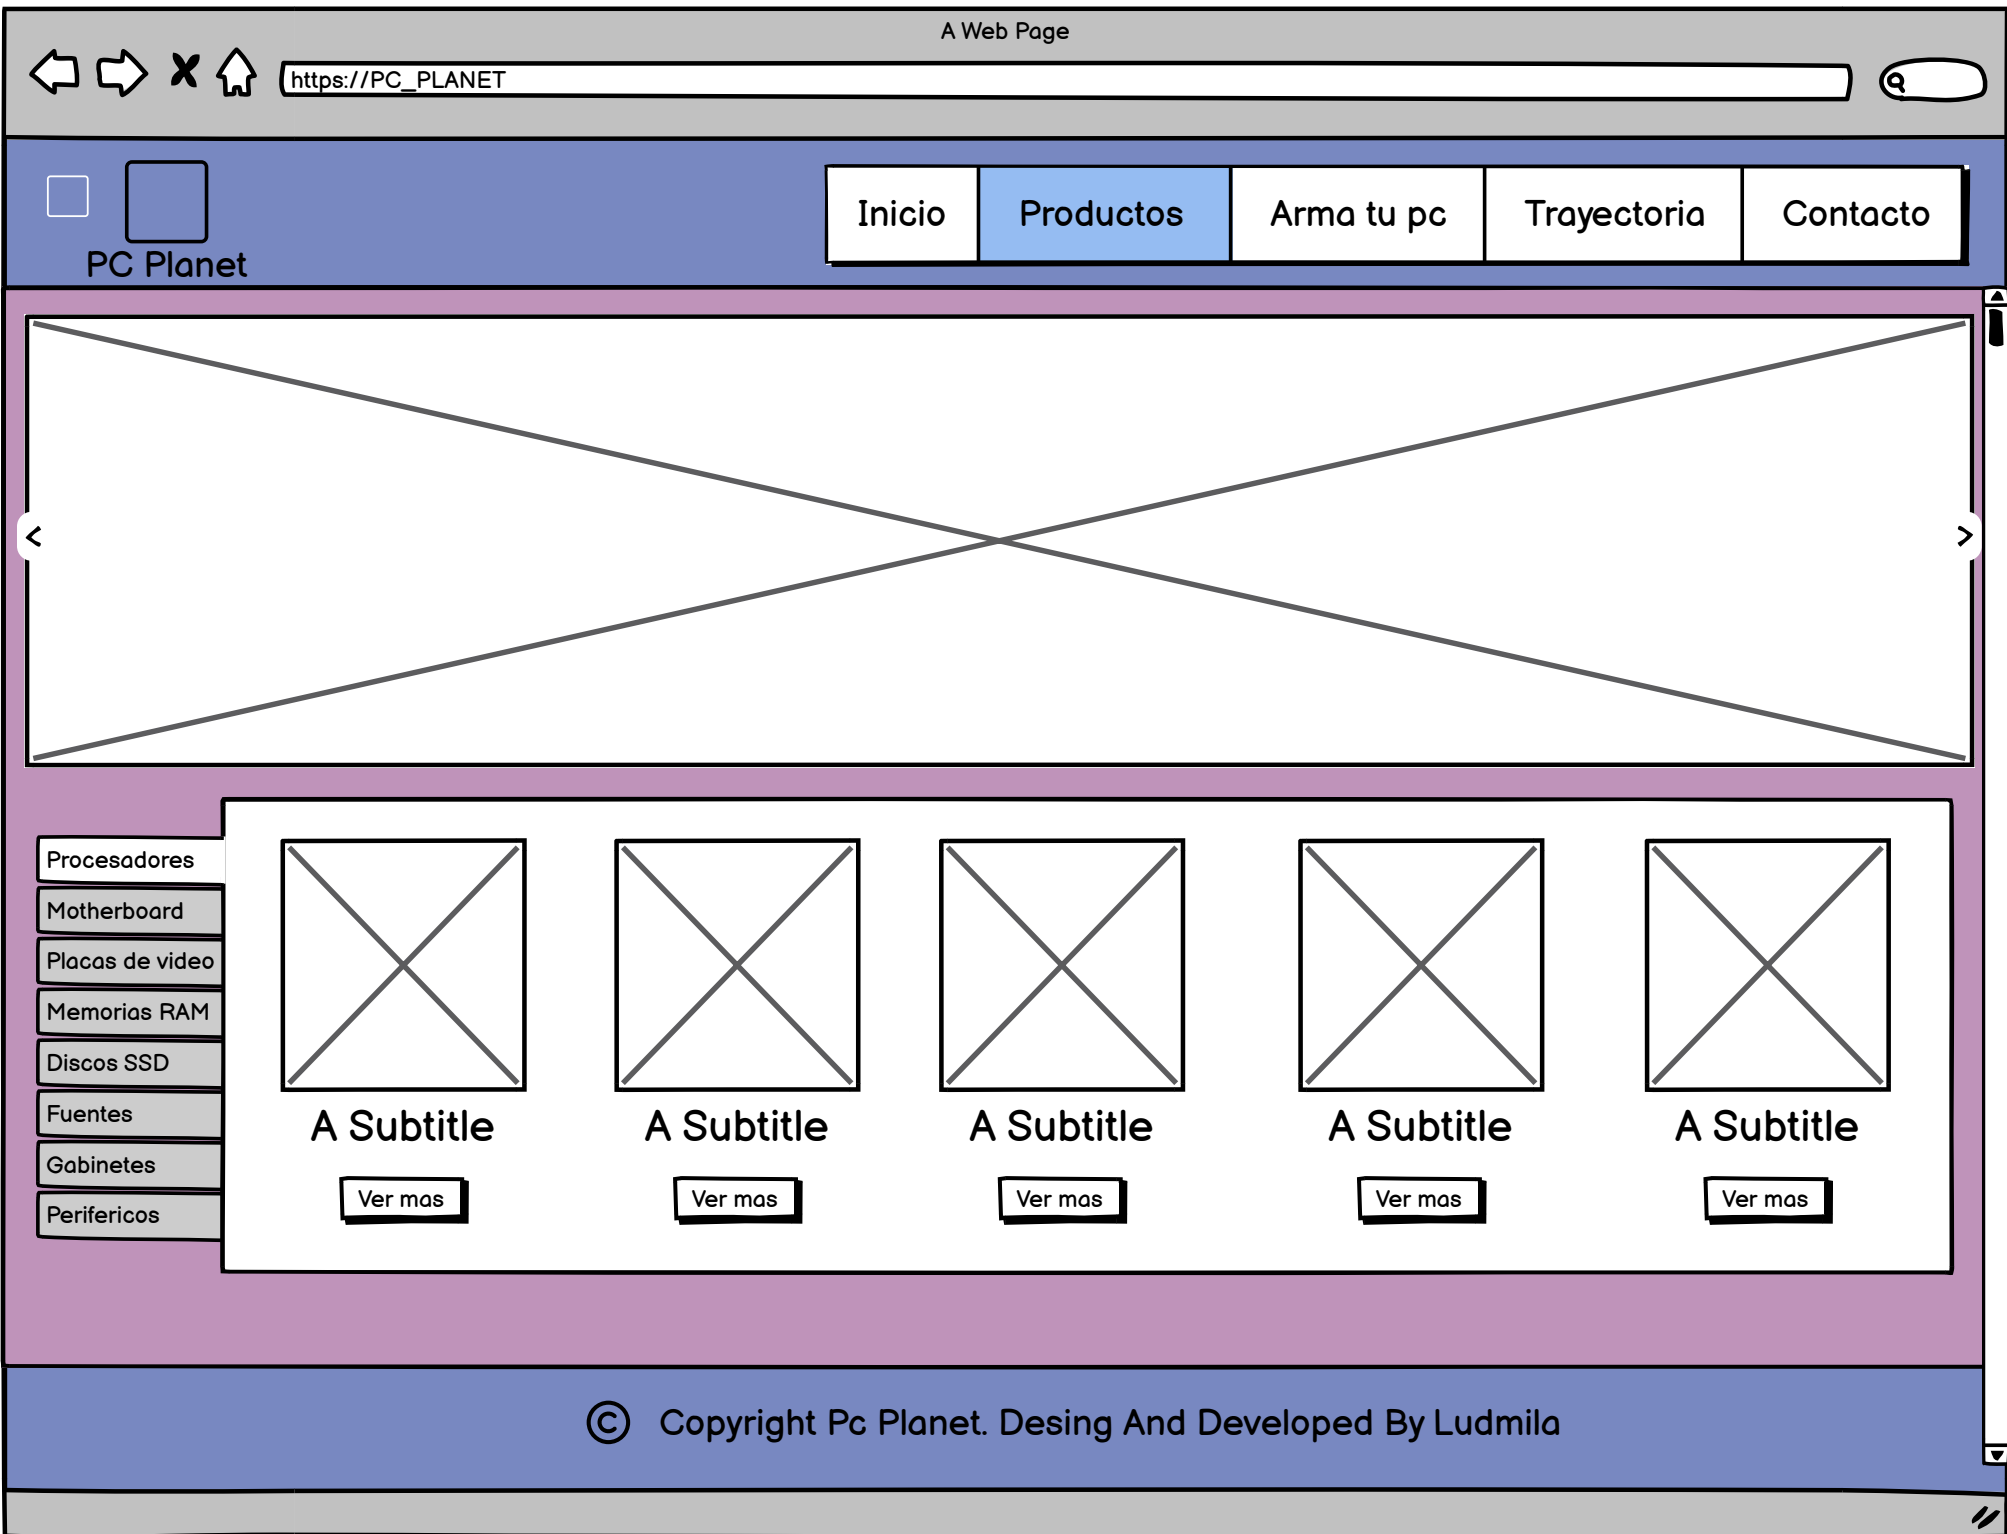 A Web Page
https://PC_PLANET
PC Planet
Inicio Productos Arma tu pc Trayectoria Contacto
<
>
Procesadores
Motherboard
Placas de video
Memorias RAM
Discos SSD
Fuentes
Gabinetes
Perifericos
A Subtitle A Subtitle A Subtitle A Subtitle A Subtitle
Ver mas Ver mas Ver mas Ver mas Ver mas
© Copyright Pc Planet. Desing And Developed By Ludmila